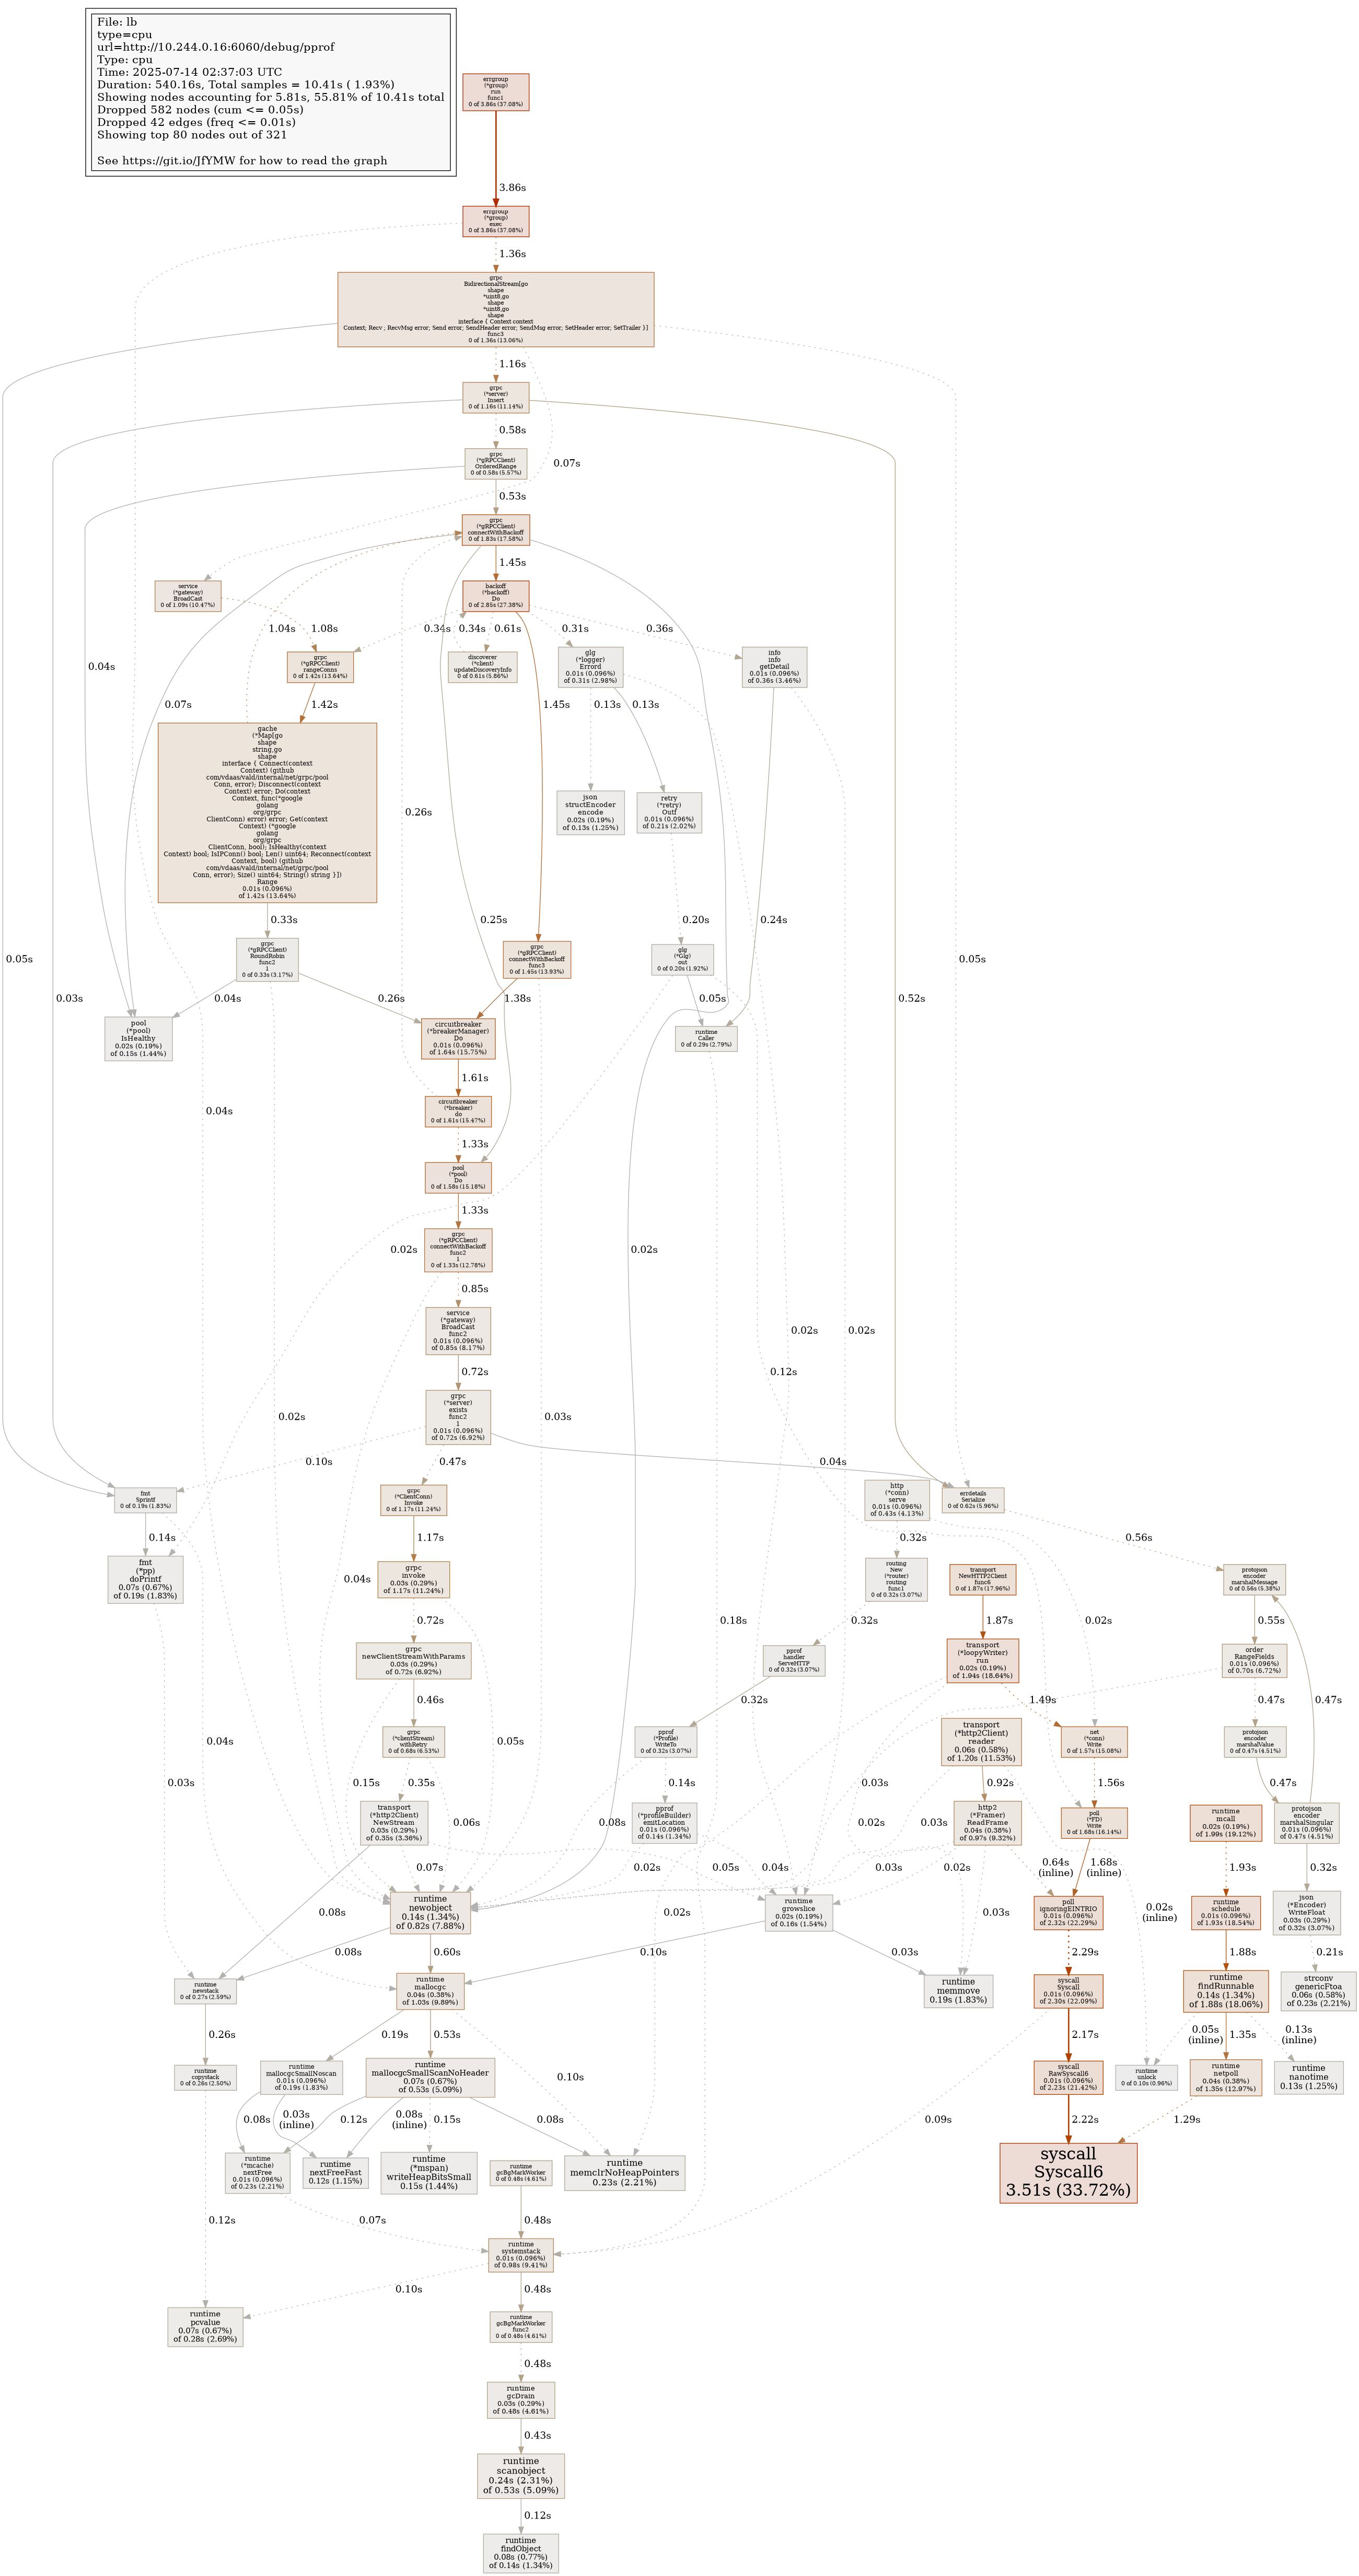 File: lb
type=cpu
url=http://10.244.0.16:6060/debug/pprof
Type: cpu
Time: 2025-07-14 02:37:03 UTC
Duration: 540.16s, Total samples = 10.41s ( 1.93%)
Showing nodes accounting for 5.81s, 55.81% of 10.41s total
Dropped 582 nodes (cum <= 0.05s)
Dropped 42 edges (freq <= 0.01s)
Showing top 80 nodes out of 321
See https://git.io/JfYMW for how to read the graph
errgroup
(*group)
run
func1
0 of 3.86s (37.08%)
3.86s
errgroup
(*group)
exec
0 of 3.86s (37.08%)
1.36s
grpc
BidirectionalStream[go
shape
*uint8,go
shape
*uint8,go
shape
interface { Context context
Context; Recv ; RecvMsg error; Send error; SendHeader error; SendMsg error; SetHeader error; SetTrailer }]
func3
0 of 1.36s (13.06%)
1.16s
grpc
(*server)
Insert
0 of 1.16s (11.14%)
0.58s
0.07s
grpc
(*gRPCClient)
OrderedRange
0 of 0.58s (5.57%)
0.53s
grpc
(*gRPCClient)
connectWithBackoff
0 of 1.83s (17.58%)
1.45s
service
(*gateway)
BroadCast
0 of 1.09s (10.47%)
backoff
(*backoff)
Do
0 of 2.85s (27.38%)
0.04s
1.04s
1.08s
0.34s
0.34s
0.61s
0.31s
0.36s
grpc
(*gRPCClient)
rangeConns
0 of 1.42s (13.64%)
discoverer
(*client)
updateDiscoveryInfo
0 of 0.61s (5.86%)
glg
(*logger)
Errord
0.01s (0.096%)
of 0.31s (2.98%)
info
info
getDetail
0.01s (0.096%)
of 0.36s (3.46%)
0.07s
1.42s
1.45s
0.13s
0.13s
gache
(*Map[go
shape
string,go
shape
interface { Connect(context
Context) (github
com/vdaas/vald/internal/net/grpc/pool
Conn, error); Disconnect(context
Context) error; Do(context
Context, func(*google
golang
org/grpc
ClientConn) error) error; Get(context
Context) (*google
golang
org/grpc
ClientConn, bool); IsHealthy(context
Context) bool; IsIPConn() bool; Len() uint64; Reconnect(context
Context, bool) (github
com/vdaas/vald/internal/net/grpc/pool
Conn, error); Size() uint64; String() string }])
Range
0.01s (0.096%)
of 1.42s (13.64%)
0.26s
json
structEncoder
encode
0.02s (0.19%)
of 0.13s (1.25%)
retry
(*retry)
Outf
0.01s (0.096%)
of 0.21s (2.02%)
0.33s
0.25s
0.20s
0.24s
0.05s
0.03s
grpc
(*gRPCClient)
RoundRobin
func2
1
0 of 0.33s (3.17%)
grpc
(*gRPCClient)
connectWithBackoff
func3
0 of 1.45s (13.93%)
glg
(*Glg)
out
0 of 0.20s (1.92%)
0.05s
0.52s
0.04s
0.26s
1.38s
0.05s
pool
(*pool)
IsHealthy
0.02s (0.19%)
of 0.15s (1.44%)
circuitbreaker
(*breakerManager)
Do
0.01s (0.096%)
of 1.64s (15.75%)
runtime
Caller
0 of 0.29s (2.79%)
1.61s
0.04s
circuitbreaker
(*breaker)
do
0 of 1.61s (15.47%)
1.33s
pool
(*pool)
Do
0 of 1.58s (15.18%)
1.33s
grpc
(*gRPCClient)
connectWithBackoff
func2
1
0 of 1.33s (12.78%)
0.02s
0.02s
0.85s
service
(*gateway)
BroadCast
func2
0.01s (0.096%)
of 0.85s (8.17%)
0.02s
0.02s
0.12s
0.72s
grpc
(*server)
exists
func2
1
0.01s (0.096%)
of 0.72s (6.92%)
0.02s
0.03s
0.10s
0.47s
0.04s
fmt
Sprintf
0 of 0.19s (1.83%)
grpc
(*ClientConn)
Invoke
0 of 1.17s (11.24%)
http
(*conn)
serve
0.01s (0.096%)
of 0.43s (4.13%)
errdetails
Serialize
0 of 0.62s (5.96%)
0.14s
1.17s
0.32s
0.56s
fmt
(*pp)
doPrintf
0.07s (0.67%)
of 0.19s (1.83%)
0.04s
grpc
invoke
0.03s (0.29%)
of 1.17s (11.24%)
routing
New
(*router)
routing
func1
0 of 0.32s (3.07%)
transport
NewHTTP2Client
func6
0 of 1.87s (17.96%)
protojson
encoder
marshalMessage
0 of 0.56s (5.38%)
0.72s
0.18s
0.32s
1.87s
0.02s
0.55s
grpc
newClientStreamWithParams
0.03s (0.29%)
of 0.72s (6.92%)
pprof
handler
ServeHTTP
0 of 0.32s (3.07%)
transport
(*loopyWriter)
run
0.02s (0.19%)
of 1.94s (18.64%)
order
RangeFields
0.01s (0.096%)
of 0.70s (6.72%)
0.46s
0.32s
1.49s
0.47s
0.47s
grpc
(*clientStream)
withRetry
0 of 0.68s (6.53%)
0.04s
0.05s
pprof
(*Profile)
WriteTo
0 of 0.32s (3.07%)
transport
(*http2Client)
reader
0.06s (0.58%)
of 1.20s (11.53%)
net
(*conn)
Write
0 of 1.57s (15.08%)
protojson
encoder
marshalValue
0 of 0.47s (4.51%)
0.03s
0.15s
0.35s
0.14s
0.03s
0.92s
1.56s
0.47s
transport
(*http2Client)
NewStream
0.03s (0.29%)
of 0.35s (3.36%)
0.06s
0.08s
pprof
(*profileBuilder)
emitLocation
0.01s (0.096%)
of 0.14s (1.34%)
0.02s
0.03s
http2
(*Framer)
ReadFrame
0.04s (0.38%)
of 0.97s (9.32%)
poll
(*FD)
Write
0 of 1.68s (16.14%)
runtime
mcall
0.02s (0.19%)
of 1.99s (19.12%)
protojson
encoder
marshalSingular
0.01s (0.096%)
of 0.47s (4.51%)
0.08s
0.07s
0.02s
0.05s
0.04s
0.03s
0.02s
0.64s
(inline)
1.68s
(inline)
1.93s
0.32s
runtime
newobject
0.14s (1.34%)
of 0.82s (7.88%)
0.02s
runtime
growslice
0.02s (0.19%)
of 0.16s (1.54%)
0.03s
poll
ignoringEINTRIO
0.01s (0.096%)
of 2.32s (22.29%)
0.02s
(inline)
runtime
schedule
0.01s (0.096%)
of 1.93s (18.54%)
json
(*Encoder)
WriteFloat
0.03s (0.29%)
of 0.32s (3.07%)
0.08s
0.60s
0.10s
0.03s
2.29s
1.88s
0.21s
runtime
newstack
0 of 0.27s (2.59%)
runtime
mallocgc
0.04s (0.38%)
of 1.03s (9.89%)
runtime
memmove
0.19s (1.83%)
syscall
Syscall
0.01s (0.096%)
of 2.30s (22.09%)
runtime
findRunnable
0.14s (1.34%)
of 1.88s (18.06%)
strconv
genericFtoa
0.06s (0.58%)
of 0.23s (2.21%)
0.26s
0.19s
0.53s
2.17s
0.05s
(inline)
1.35s
0.13s
(inline)
runtime
copystack
0 of 0.26s (2.50%)
runtime
mallocgcSmallNoscan
0.01s (0.096%)
of 0.19s (1.83%)
runtime
mallocgcSmallScanNoHeader
0.07s (0.67%)
of 0.53s (5.09%)
0.10s
syscall
RawSyscall6
0.01s (0.096%)
of 2.23s (21.42%)
runtime
unlock
0 of 0.10s (0.96%)
runtime
netpoll
0.04s (0.38%)
of 1.35s (12.97%)
runtime
nanotime
0.13s (1.25%)
0.08s
0.03s
(inline)
0.12s
0.08s
(inline)
0.15s
0.08s
0.09s
2.22s
1.29s
runtime
(*mcache)
nextFree
0.01s (0.096%)
of 0.23s (2.21%)
runtime
nextFreeFast
0.12s (1.15%)
runtime
(*mspan)
writeHeapBitsSmall
0.15s (1.44%)
runtime
gcBgMarkWorker
0 of 0.48s (4.61%)
runtime
memclrNoHeapPointers
0.23s (2.21%)
syscall
Syscall6
3.51s (33.72%)
0.12s
0.07s
0.48s
runtime
systemstack
0.01s (0.096%)
of 0.98s (9.41%)
0.10s
0.48s
runtime
pcvalue
0.07s (0.67%)
of 0.28s (2.69%)
runtime
gcBgMarkWorker
func2
0 of 0.48s (4.61%)
0.48s
runtime
gcDrain
0.03s (0.29%)
of 0.48s (4.61%)
0.43s
runtime
scanobject
0.24s (2.31%)
of 0.53s (5.09%)
0.12s
runtime
findObject
0.08s (0.77%)
of 0.14s (1.34%)